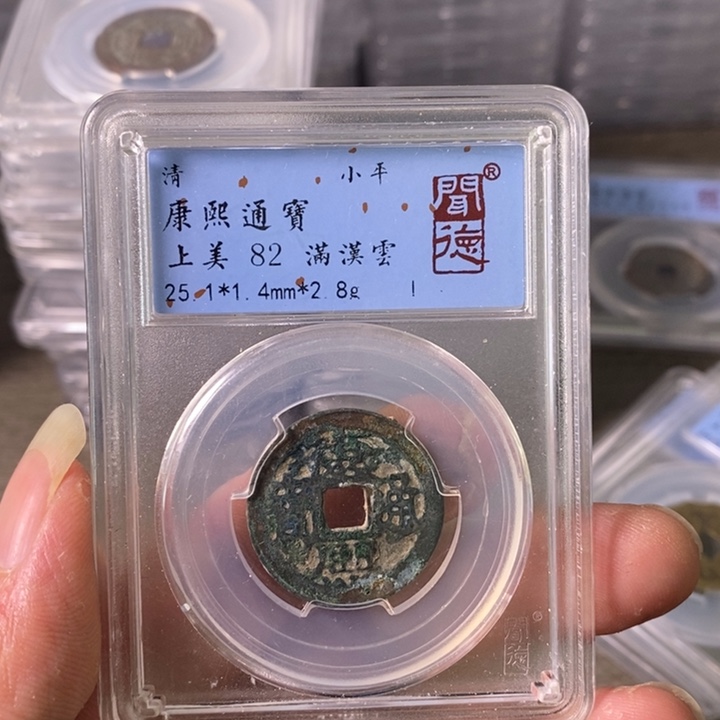 清 小平
康熙通寶
上美 82 滿漢雲
25.1*1.4mm*2.8g
聞德®